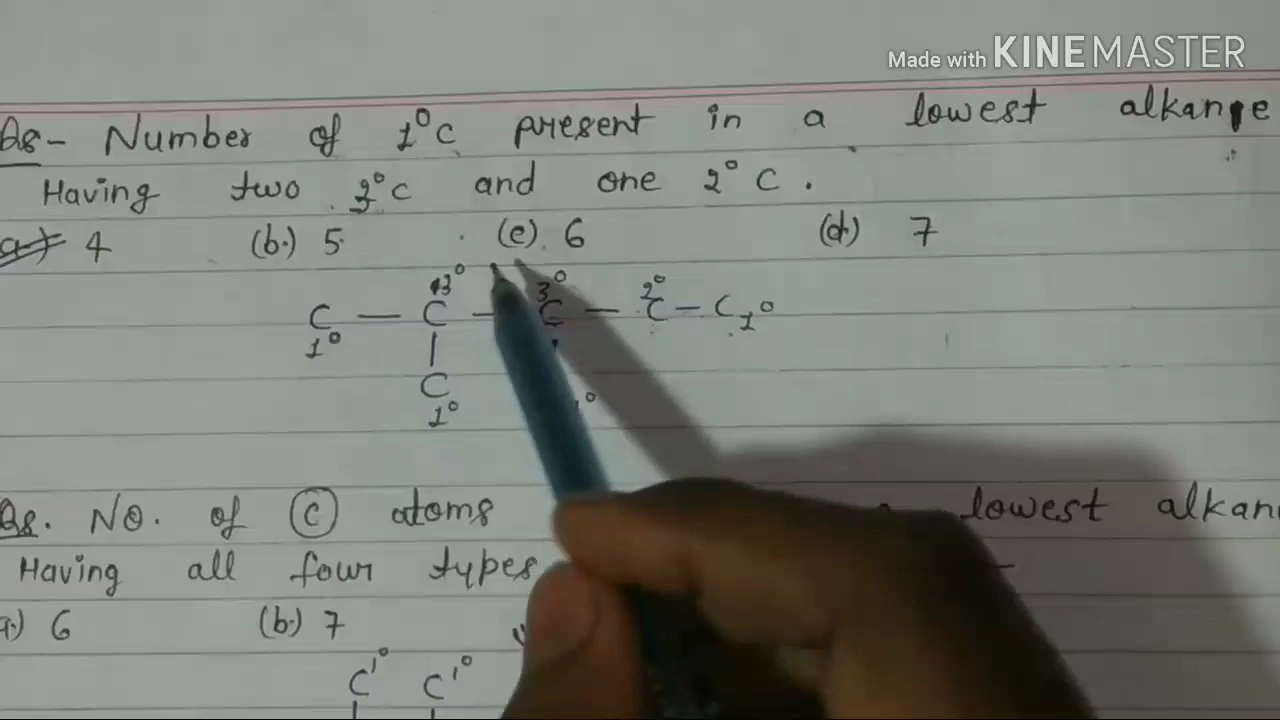 Made with KINEMASTER
Qs- Number of 1°C present in a lowest alkane
Having two 3°C and one 2°C.
a) 4 (b.) 5 (c) 6 (d) 7
3° 3° 2°
C — C — C — C – C 1°
1°
C
1° 1°
Qs. No. of C atoms lowest alkan
Having all four types
a.) 6 (b.) 7
C1° C1°